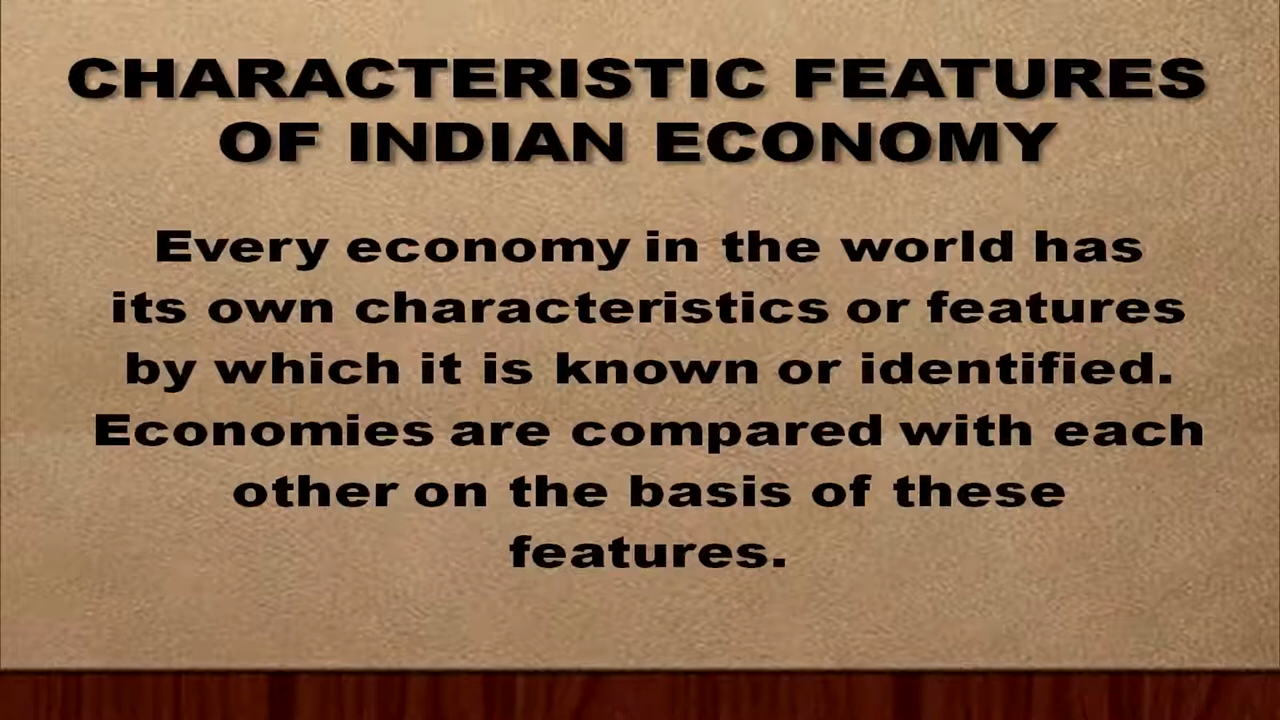 CHARACTERISTIC FEATURES
OF INDIAN ECONOMY
Every economy in the world has
its own characteristics or features
by which it is known or identified.
Economies are compared with each
other on the basis of these
features.